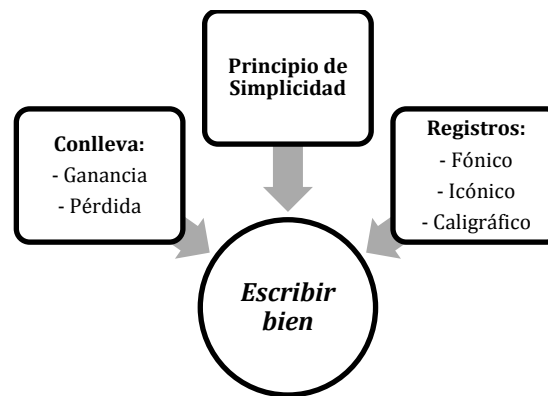 Principio de
Simplicidad
Conlleva:
- Ganancia
- Pérdida
Registros:
- Fónico
- Icónico
- Caligráfico
Escribir
bien